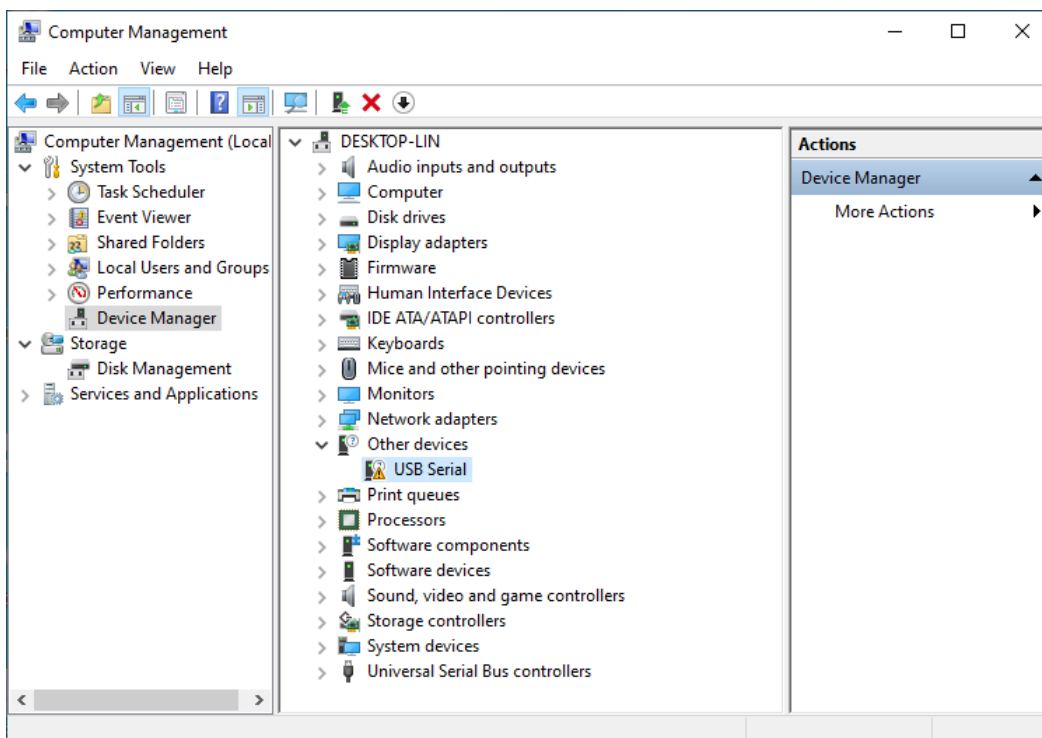 Computer Management
File Action View Help
Computer Management (Local
System Tools
Task Scheduler
Event Viewer
Shared Folders
Local Users and Groups
Performance
Device Manager
Storage
Disk Management
Services and Applications
DESKTOP-LIN
Audio inputs and outputs
Computer
Disk drives
Display adapters
Firmware
Human Interface Devices
IDE ATA/ATAPI controllers
Keyboards
Mice and other pointing devices
Monitors
Network adapters
Other devices
USB Serial
Print queues
Processors
Software components
Software devices
Sound, video and game controllers
Storage controllers
System devices
Universal Serial Bus controllers
Actions
Device Manager
More Actions